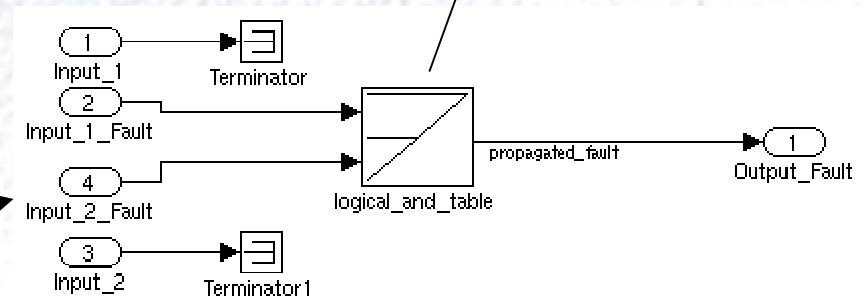 1
Input_1
Terminator
2
Input_1_Fault
4
Input_2_Fault
3
Input_2
Terminator1
logical_and_table
propagated_fault
1
Output_Fault